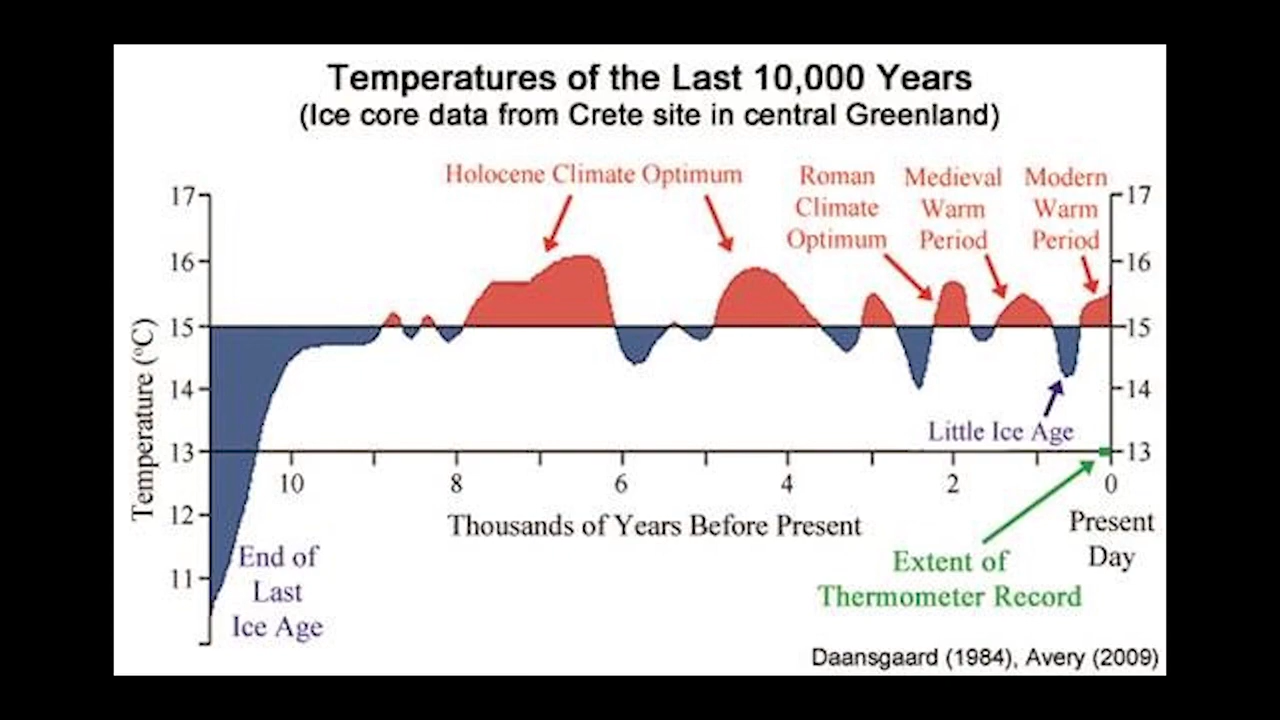 Temperatures of the Last 10,000 Years
(Ice core data from Crete site in central Greenland)
Holocene Climate Optimum
Roman
Climate
Optimum
Medieval
Warm
Period
Modern
Warm
Period
17
16
15
14
13
12
11
Temperature (ºC)
17
16
15
14
13
Little Ice Age
10
8
6
4
2
0
Thousands of Years Before Present
Present
Day
End of
Last
Ice Age
Extent of
Thermometer Record
Daansgaard (1984), Avery (2009)